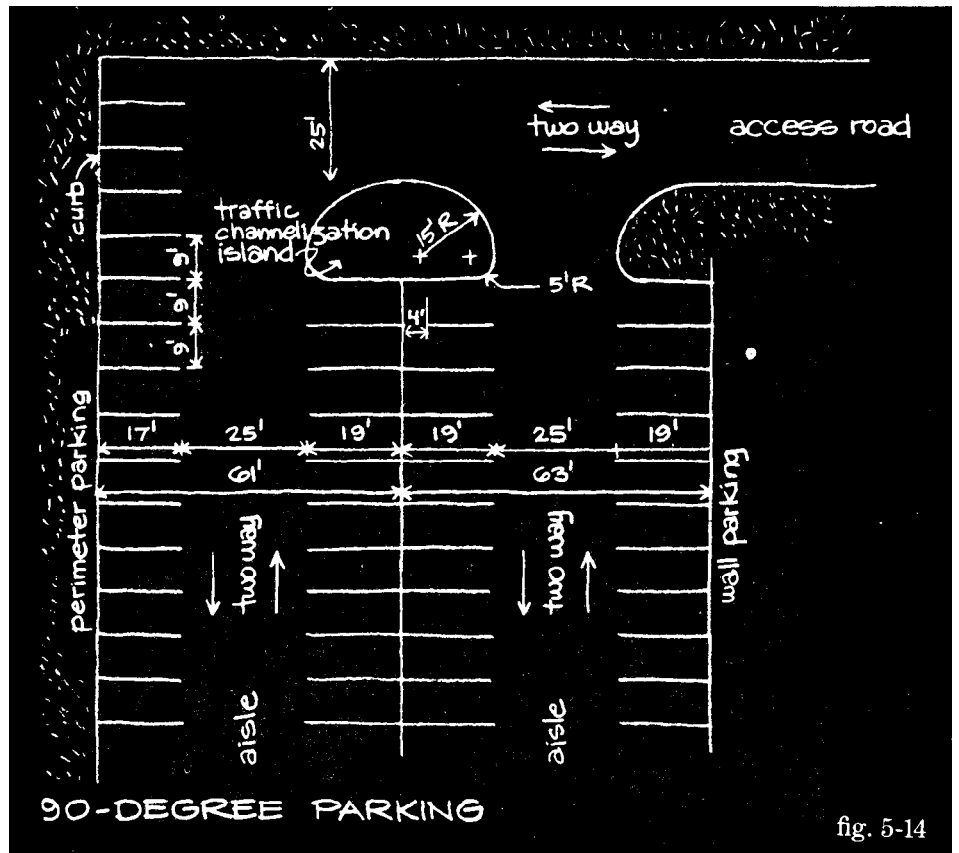 25'
two way
access road
curb
traffic
channelization
island
15' R
9'
9'
9'
5'R
4'
17'
25'
19'
19'
25'
19'
61'
63'
perimeter parking
two way
two way
wall parking
aisle
aisle
90-DEGREE PARKING
fig. 5-14